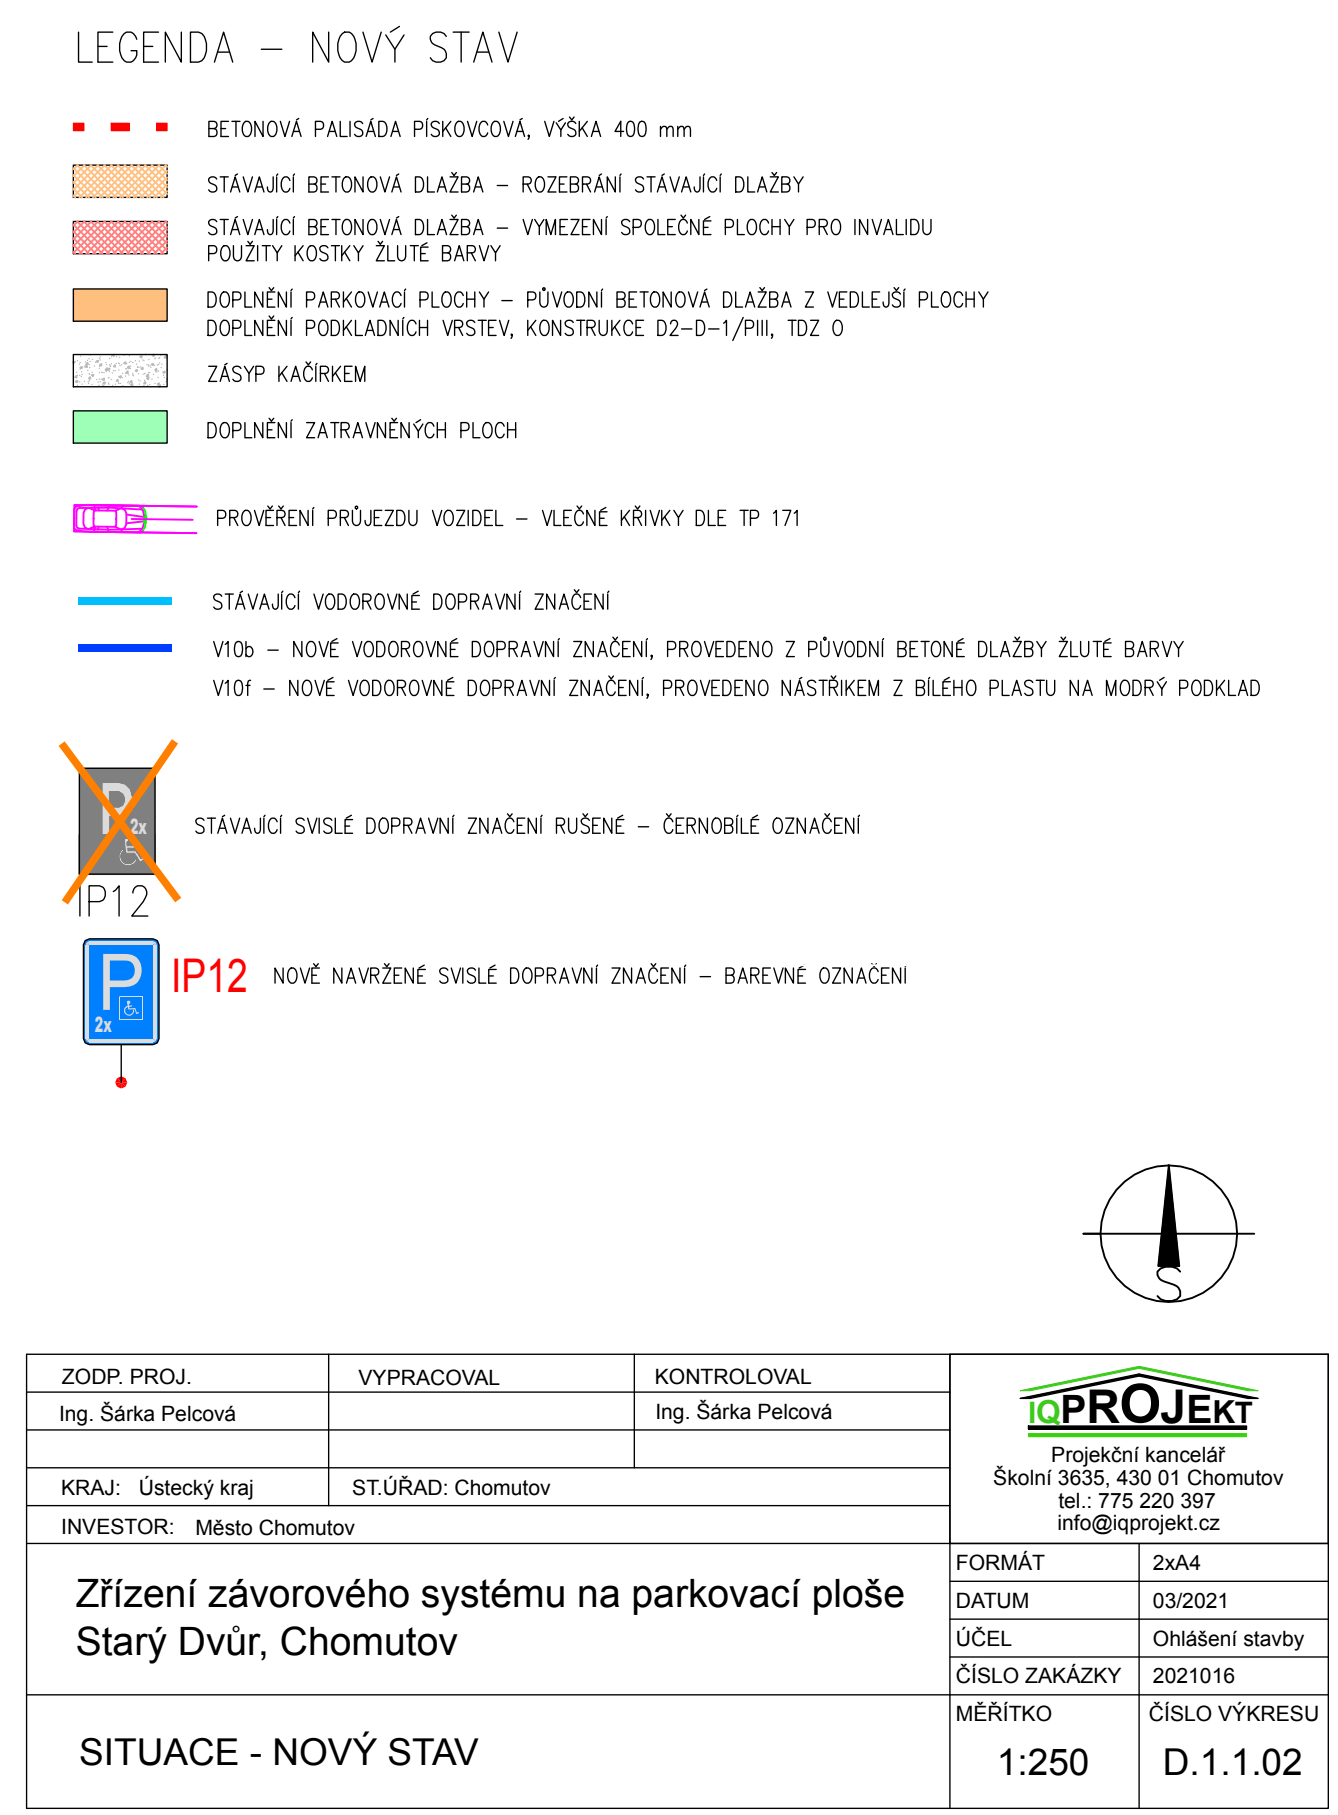 LEGENDA – NOVÝ STAV
BETONOVÁ PALISÁDA PÍSKOVCOVÁ, VÝŠKA 400 mm
STÁVAJÍCÍ BETONOVÁ DLAŽBA – ROZEBRÁNÍ STÁVAJÍCÍ DLAŽBY
STÁVAJÍCÍ BETONOVÁ DLAŽBA – VYMEZENÍ SPOLEČNÉ PLOCHY PRO INVALIDU
POUŽITY KOSTKY ŽLUTÉ BARVY
DOPLNĚNÍ PARKOVACÍ PLOCHY – PŮVODNÍ BETONOVÁ DLAŽBA Z VEDLEJŠÍ PLOCHY
DOPLNĚNÍ PODKLADNÍCH VRSTEV, KONSTRUKCE D2–D–1/PIII, TDZ O
ZÁSYP KAČÍRKEM
DOPLNĚNÍ ZATRAVNĚNÝCH PLOCH
PROVĚŘENÍ PRŮJEZDU VOZIDEL – VLEČNÉ KŘIVKY DLE TP 171
STÁVAJÍCÍ VODOROVNÉ DOPRAVNÍ ZNAČENÍ
V10b – NOVÉ VODOROVNÉ DOPRAVNÍ ZNAČENÍ, PROVEDENO Z PŮVODNÍ BETONÉ DLAŽBY ŽLUTÉ BARVY
V10f – NOVÉ VODOROVNÉ DOPRAVNÍ ZNAČENÍ, PROVEDENO NÁSTŘIKEM Z BÍLÉHO PLASTU NA MODRÝ PODKLAD
P
2x
STÁVAJÍCÍ SVISLÉ DOPRAVNÍ ZNAČENÍ RUŠENÉ – ČERNOBÍLÉ OZNAČENÍ
IP12
P
2x
IP12 NOVĚ NAVRŽENÉ SVISLÉ DOPRAVNÍ ZNAČENÍ – BAREVNÉ OZNAČENÍ
S
ZODP. PROJ. VYPRACOVAL KONTROLOVAL
Ing. Šárka Pelcová Ing. Šárka Pelcová
KRAJ: Ústecký kraj ST.ÚŘAD: Chomutov
INVESTOR: Město Chomutov
IQPROJEKT
Projekční kancelář
Školní 3635, 430 01 Chomutov
tel.: 775 220 397
info@iqprojekt.cz
Zřízení závorového systému na parkovací ploše
Starý Dvůr, Chomutov
FORMÁT 2xA4
DATUM 03/2021
ÚČEL Ohlášení stavby
ČÍSLO ZAKÁZKY 2021016
SITUACE - NOVÝ STAV
MĚŘÍTKO ČÍSLO VÝKRESU
1:250 D.1.1.02